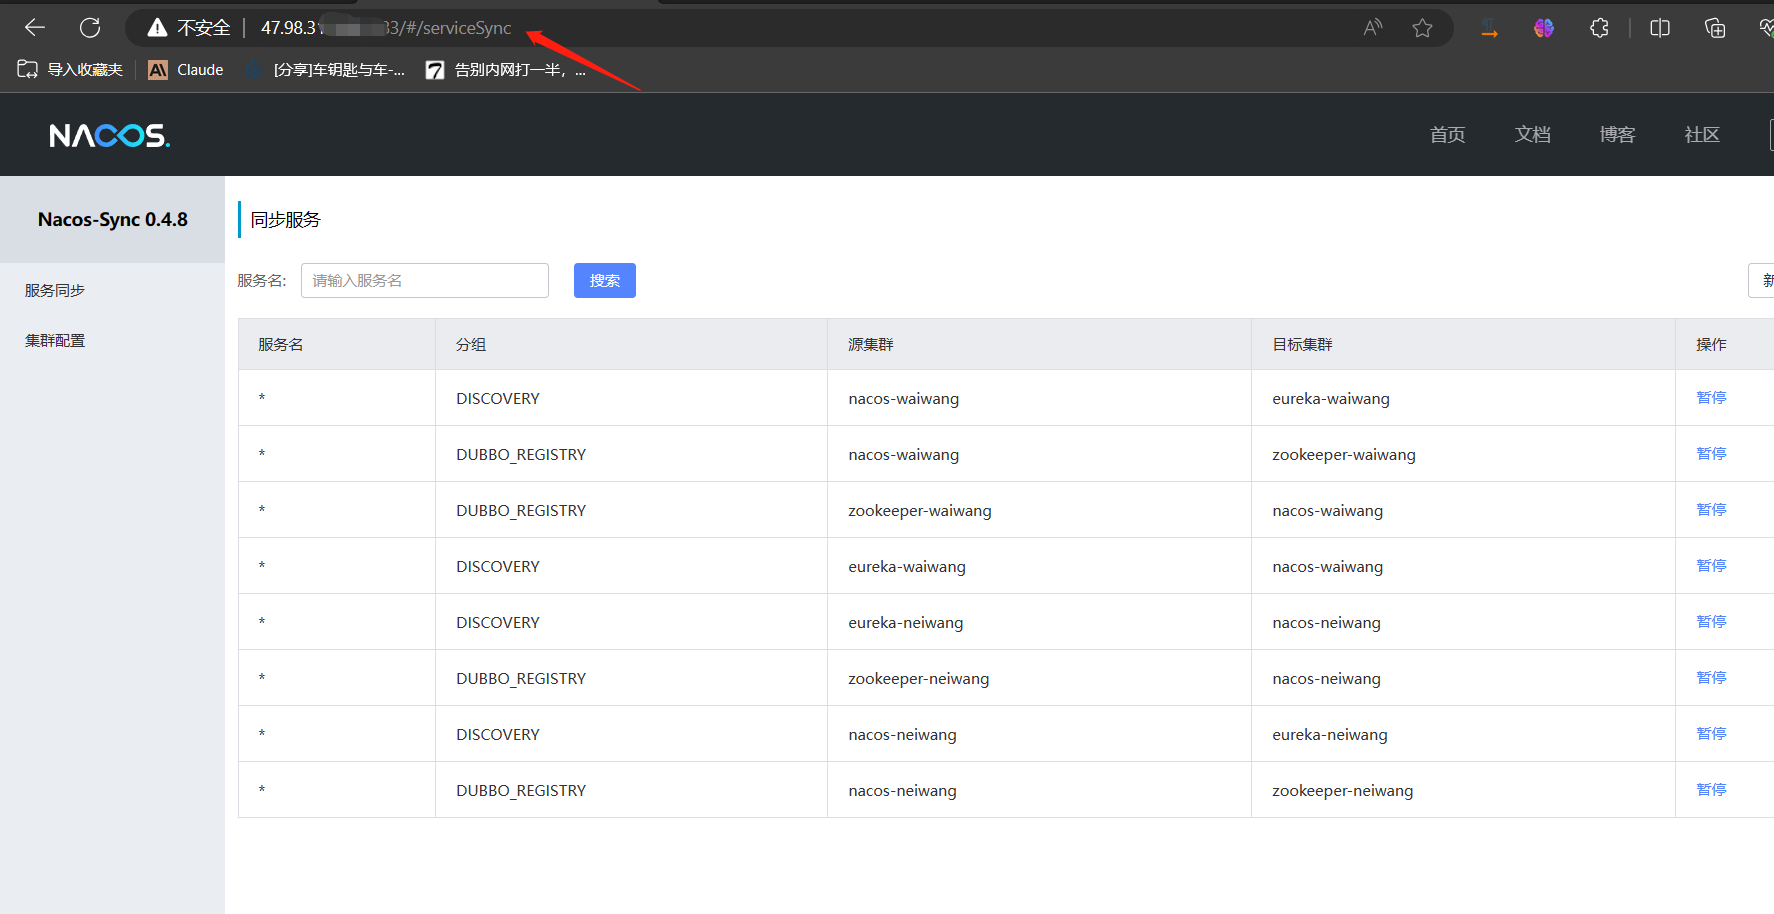 不安全 47.98.31 33/#/serviceSync
导入收藏夹 Claude [分享]车钥匙与车-... 告别内网打一半，...
NACOS. 首页 文档 博客 社区
Nacos-Sync 0.4.8
服务同步
集群配置
同步服务
服务名: 请输入服务名 搜索 新
服务名 分组 源集群 目标集群 操作
* DISCOVERY nacos-waiwang eureka-waiwang 暂停
* DUBBO_REGISTRY nacos-waiwang zookeeper-waiwang 暂停
* DUBBO_REGISTRY zookeeper-waiwang nacos-waiwang 暂停
* DISCOVERY eureka-waiwang nacos-waiwang 暂停
* DISCOVERY eureka-neiwang nacos-neiwang 暂停
* DUBBO_REGISTRY zookeeper-neiwang nacos-neiwang 暂停
* DISCOVERY nacos-neiwang eureka-neiwang 暂停
* DUBBO_REGISTRY nacos-neiwang zookeeper-neiwang 暂停